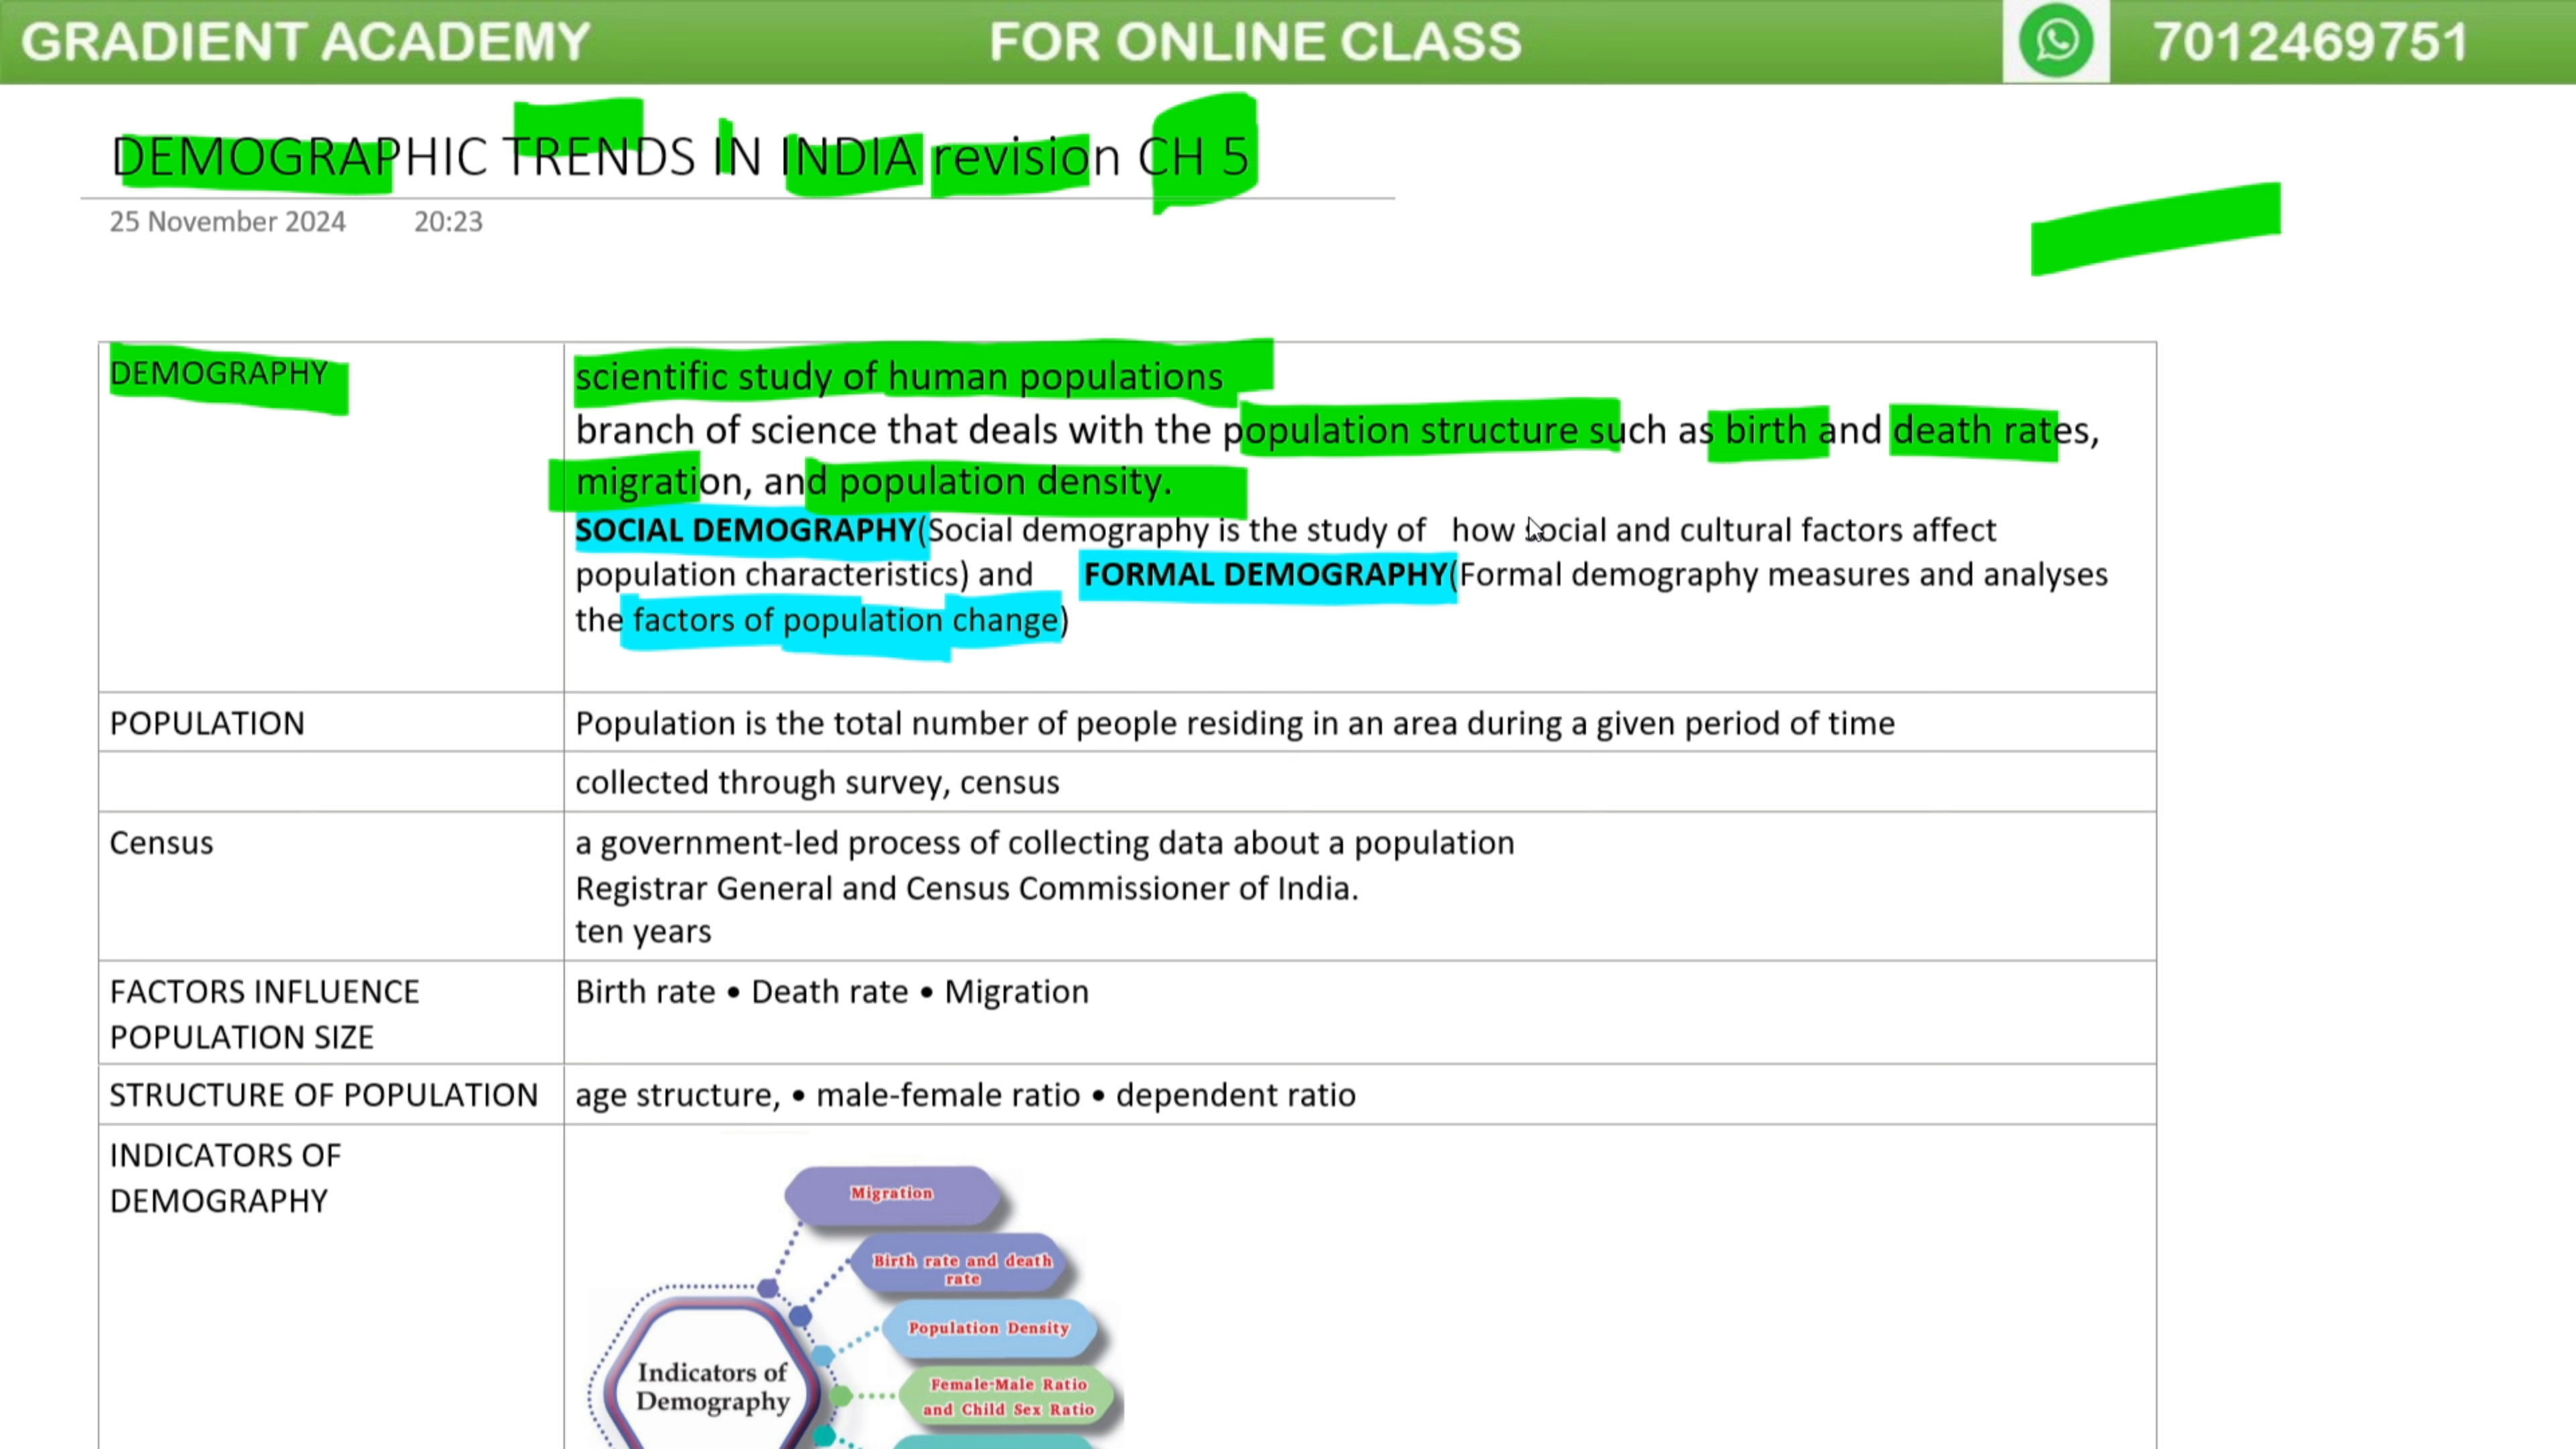 GRADIENT ACADEMY FOR ONLINE CLASS 7012469751
DEMOGRAPHIC TRENDS IN INDIA revision CH 5
25 November 2024 20:23
DEMOGRAPHY
scientific study of human populations
branch of science that deals with the population structure such as birth and death rates,
migration, and population density.
SOCIAL DEMOGRAPHY(Social demography is the study of how social and cultural factors affect
population characteristics) and FORMAL DEMOGRAPHY(Formal demography measures and analyses
the factors of population change)
POPULATION
Population is the total number of people residing in an area during a given period of time
collected through survey, census
Census
a government-led process of collecting data about a population
Registrar General and Census Commissioner of India.
ten years
FACTORS INFLUENCE
POPULATION SIZE
Birth rate • Death rate • Migration
STRUCTURE OF POPULATION
age structure, • male-female ratio • dependent ratio
INDICATORS OF
DEMOGRAPHY
Migration
Birth rate and death
rate
Population Density
Female-Male Ratio
and Child Sex Ratio
Indicators of
Demography